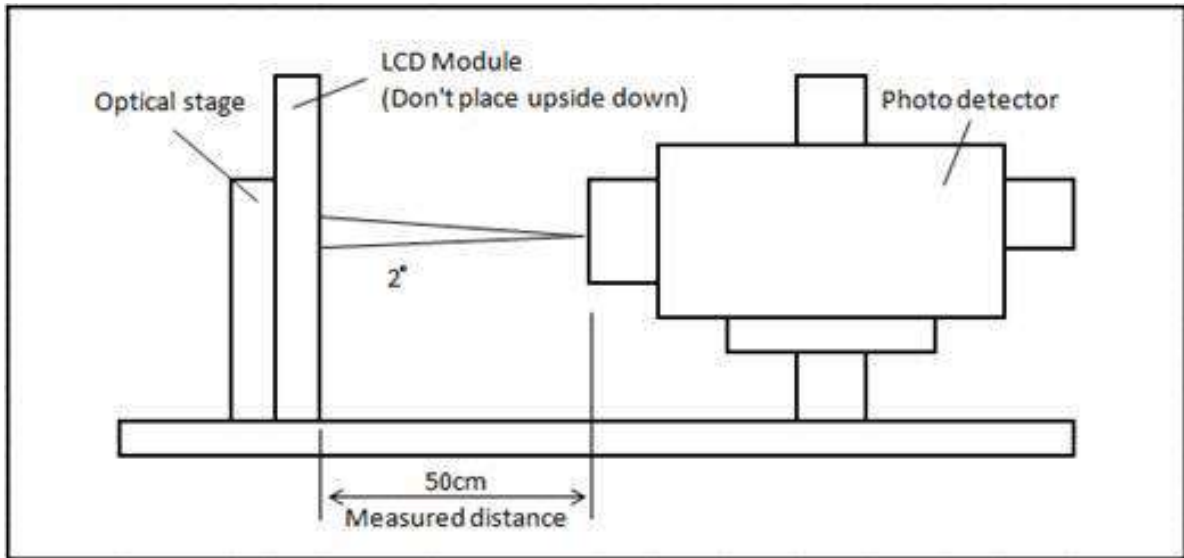 LCD Module
(Don't place upside down)
Optical stage
Photo detector
2°
50cm
Measured distance